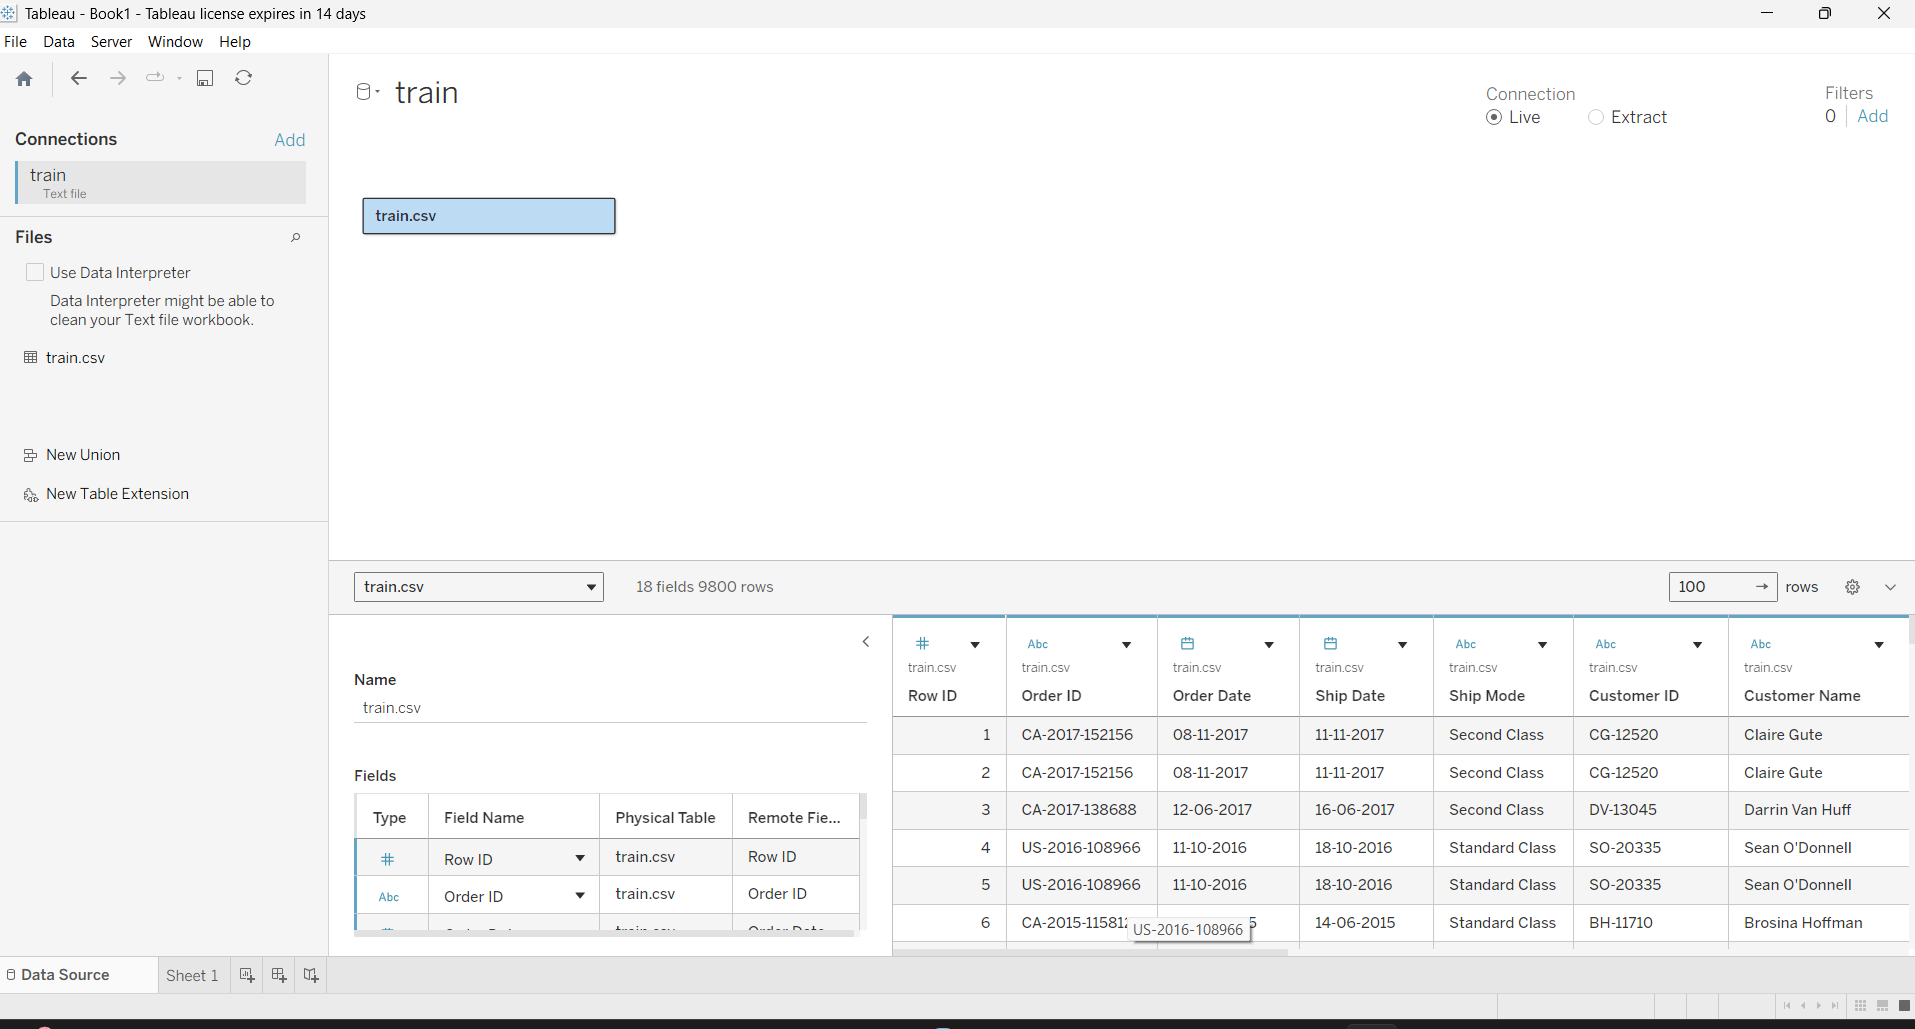 Tableau - Book1 - Tableau license expires in 14 days
File Data Server Window Help
train
Connection
Live Extract
Filters
0 Add
Connections Add
train
Text file
train.csv
Files
Use Data Interpreter
Data Interpreter might be able to
clean your Text file workbook.
train.csv
New Union
New Table Extension
train.csv 18 fields 9800 rows 100 → rows
Name
train.csv
Fields
Type Field Name Physical Table Remote Fie...
# Row ID train.csv Row ID
Abc Order ID train.csv Order ID
# Abc Abc Abc Abc
train.csv train.csv train.csv train.csv train.csv train.csv train.csv
Row ID Order ID Order Date Ship Date Ship Mode Customer ID Customer Name
1 CA-2017-152156 08-11-2017 11-11-2017 Second Class CG-12520 Claire Gute
2 CA-2017-152156 08-11-2017 11-11-2017 Second Class CG-12520 Claire Gute
3 CA-2017-138688 12-06-2017 16-06-2017 Second Class DV-13045 Darrin Van Huff
4 US-2016-108966 11-10-2016 18-10-2016 Standard Class SO-20335 Sean O'Donnell
5 US-2016-108966 11-10-2016 18-10-2016 Standard Class SO-20335 Sean O'Donnell
6 CA-2015-115812 14-06-2015 Standard Class BH-11710 Brosina Hoffman
US-2016-108966
Data Source Sheet 1